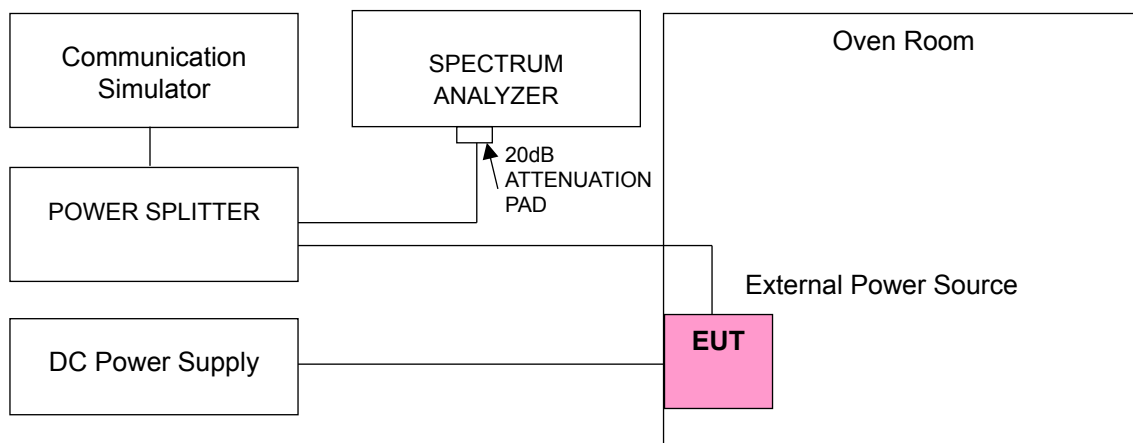 Communication
Simulator
SPECTRUM
ANALYZER
Oven Room
20dB
ATTENUATION
PAD
POWER SPLITTER
External Power Source
EUT
DC Power Supply